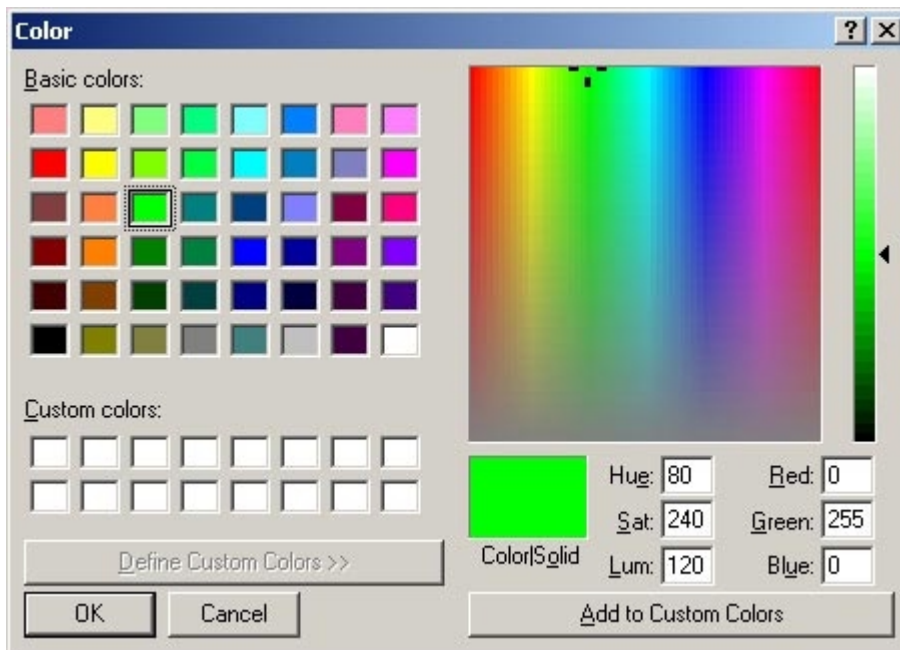 Color
Basic colors:
Custom colors:
Define Custom Colors >>
OK Cancel
Color|Solid
Hue: 80 Red: 0
Sat: 240 Green: 255
Lum: 120 Blue: 0
Add to Custom Colors